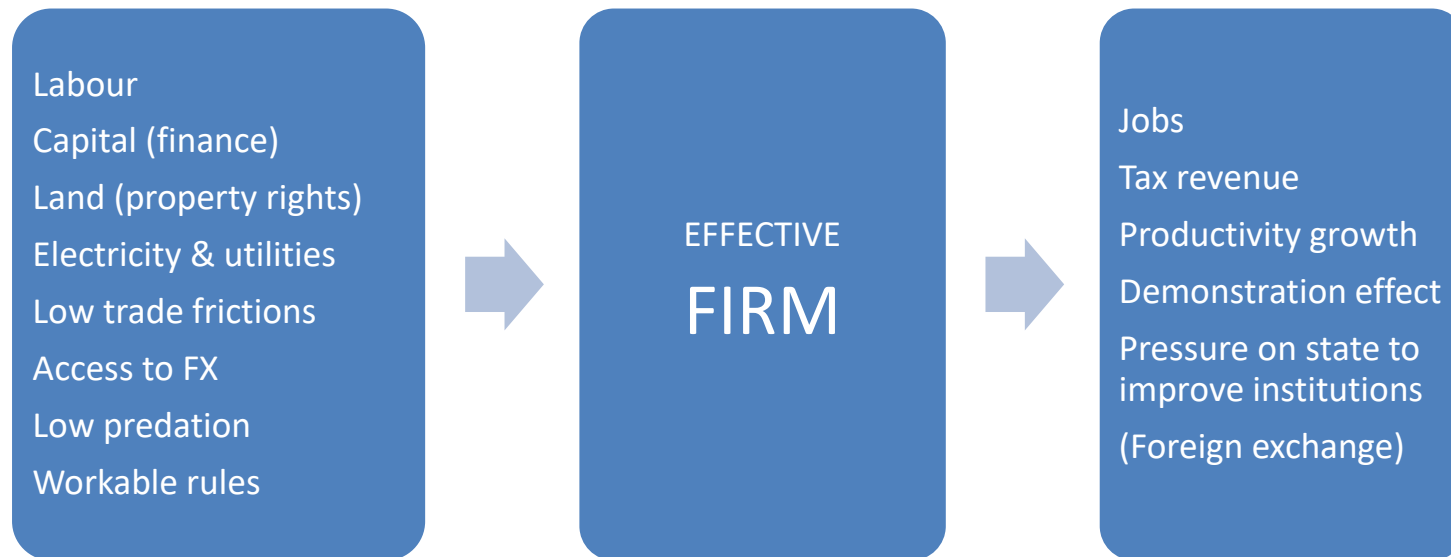 Labour
Capital (finance)
Land (property rights)
Electricity & utilities
Low trade frictions
Access to FX
Low predation
Workable rules
EFFECTIVE
FIRM
Jobs
Tax revenue
Productivity growth
Demonstration effect
Pressure on state to
improve institutions
(Foreign exchange)